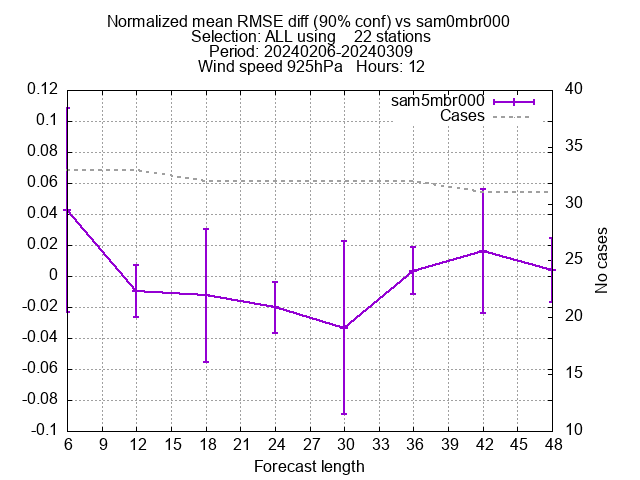 Normalized mean RMSE diff (90% conf) vs sam0mbr000
Selection: ALL using    22 stations
Period: 20240206-20240309
Wind speed 925hPa   Hours: 12
sam5mbr000
Cases
0.12
0.1
0.08
0.06
0.04
0.02
0
-0.02
-0.04
-0.06
-0.08
-0.1
40
35
30
25
20
15
10
No cases
6 9 12 15 18 21 24 27 30 33 36 39 42 45 48
Forecast length